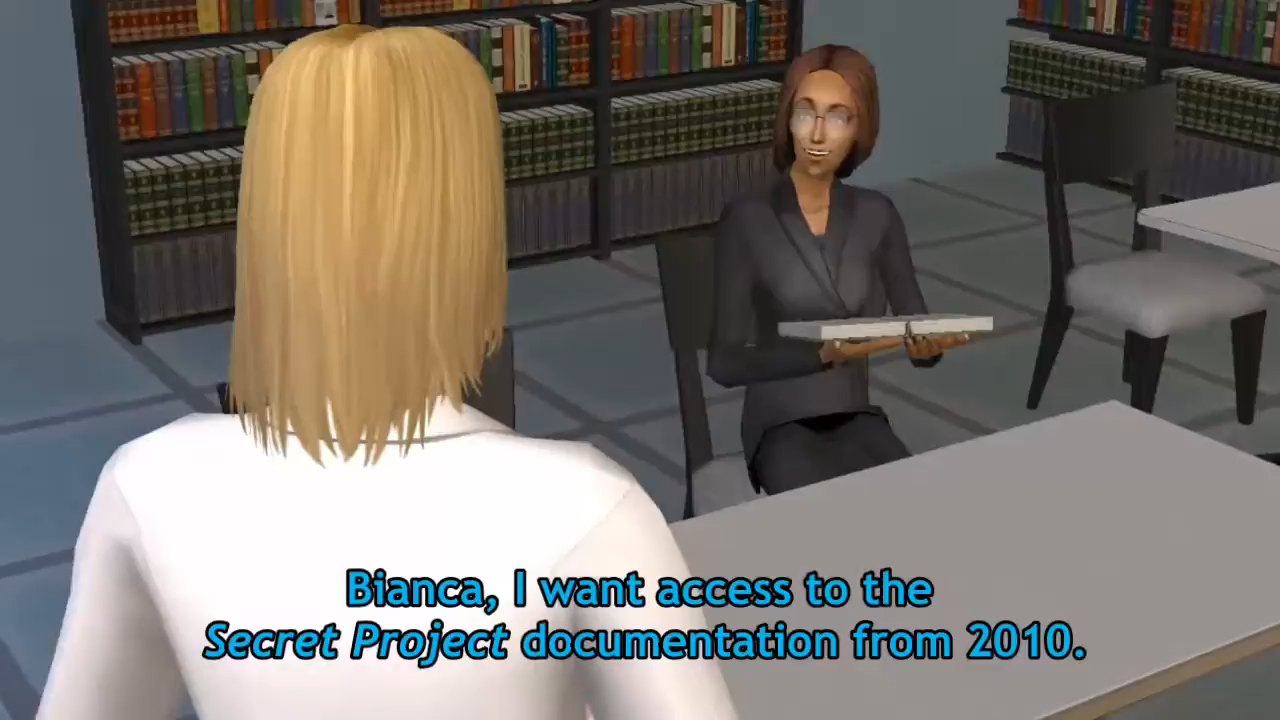 Bianca, I want access to the
Secret Project documentation from 2010.